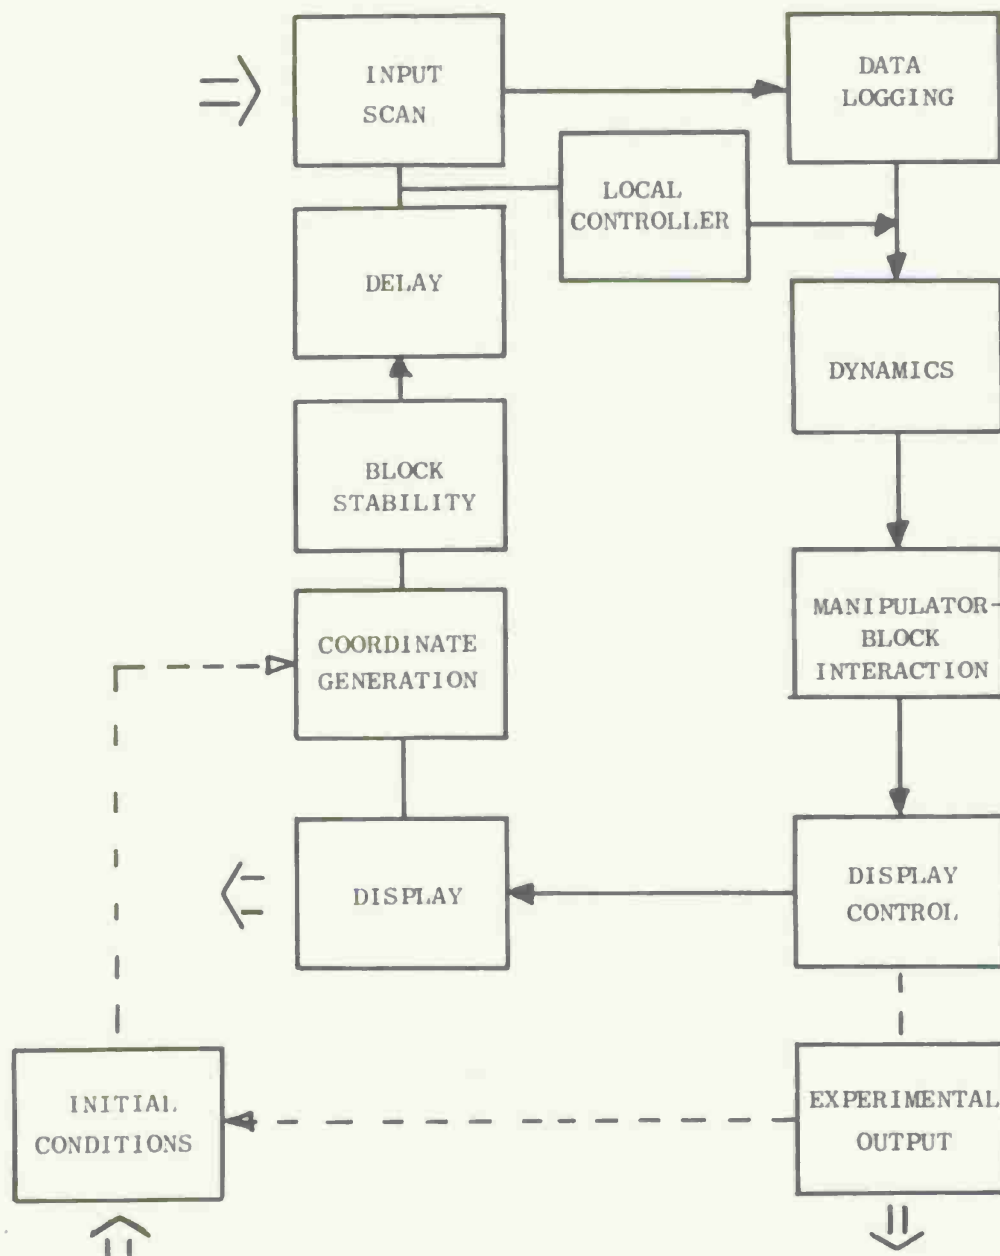 INPUT
SCAN
DATA
LOGGING
LOCAL
CONTROLLER
DELAY
DYNAMICS
BLOCK
STABILITY
MANIPULATOR-
BLOCK
INTERACTION
COORDINATE
GENERATION
DISPLAY
DISPLAY
CONTROL
INITIAL
CONDITIONS
EXPERIMENTAL
OUTPUT